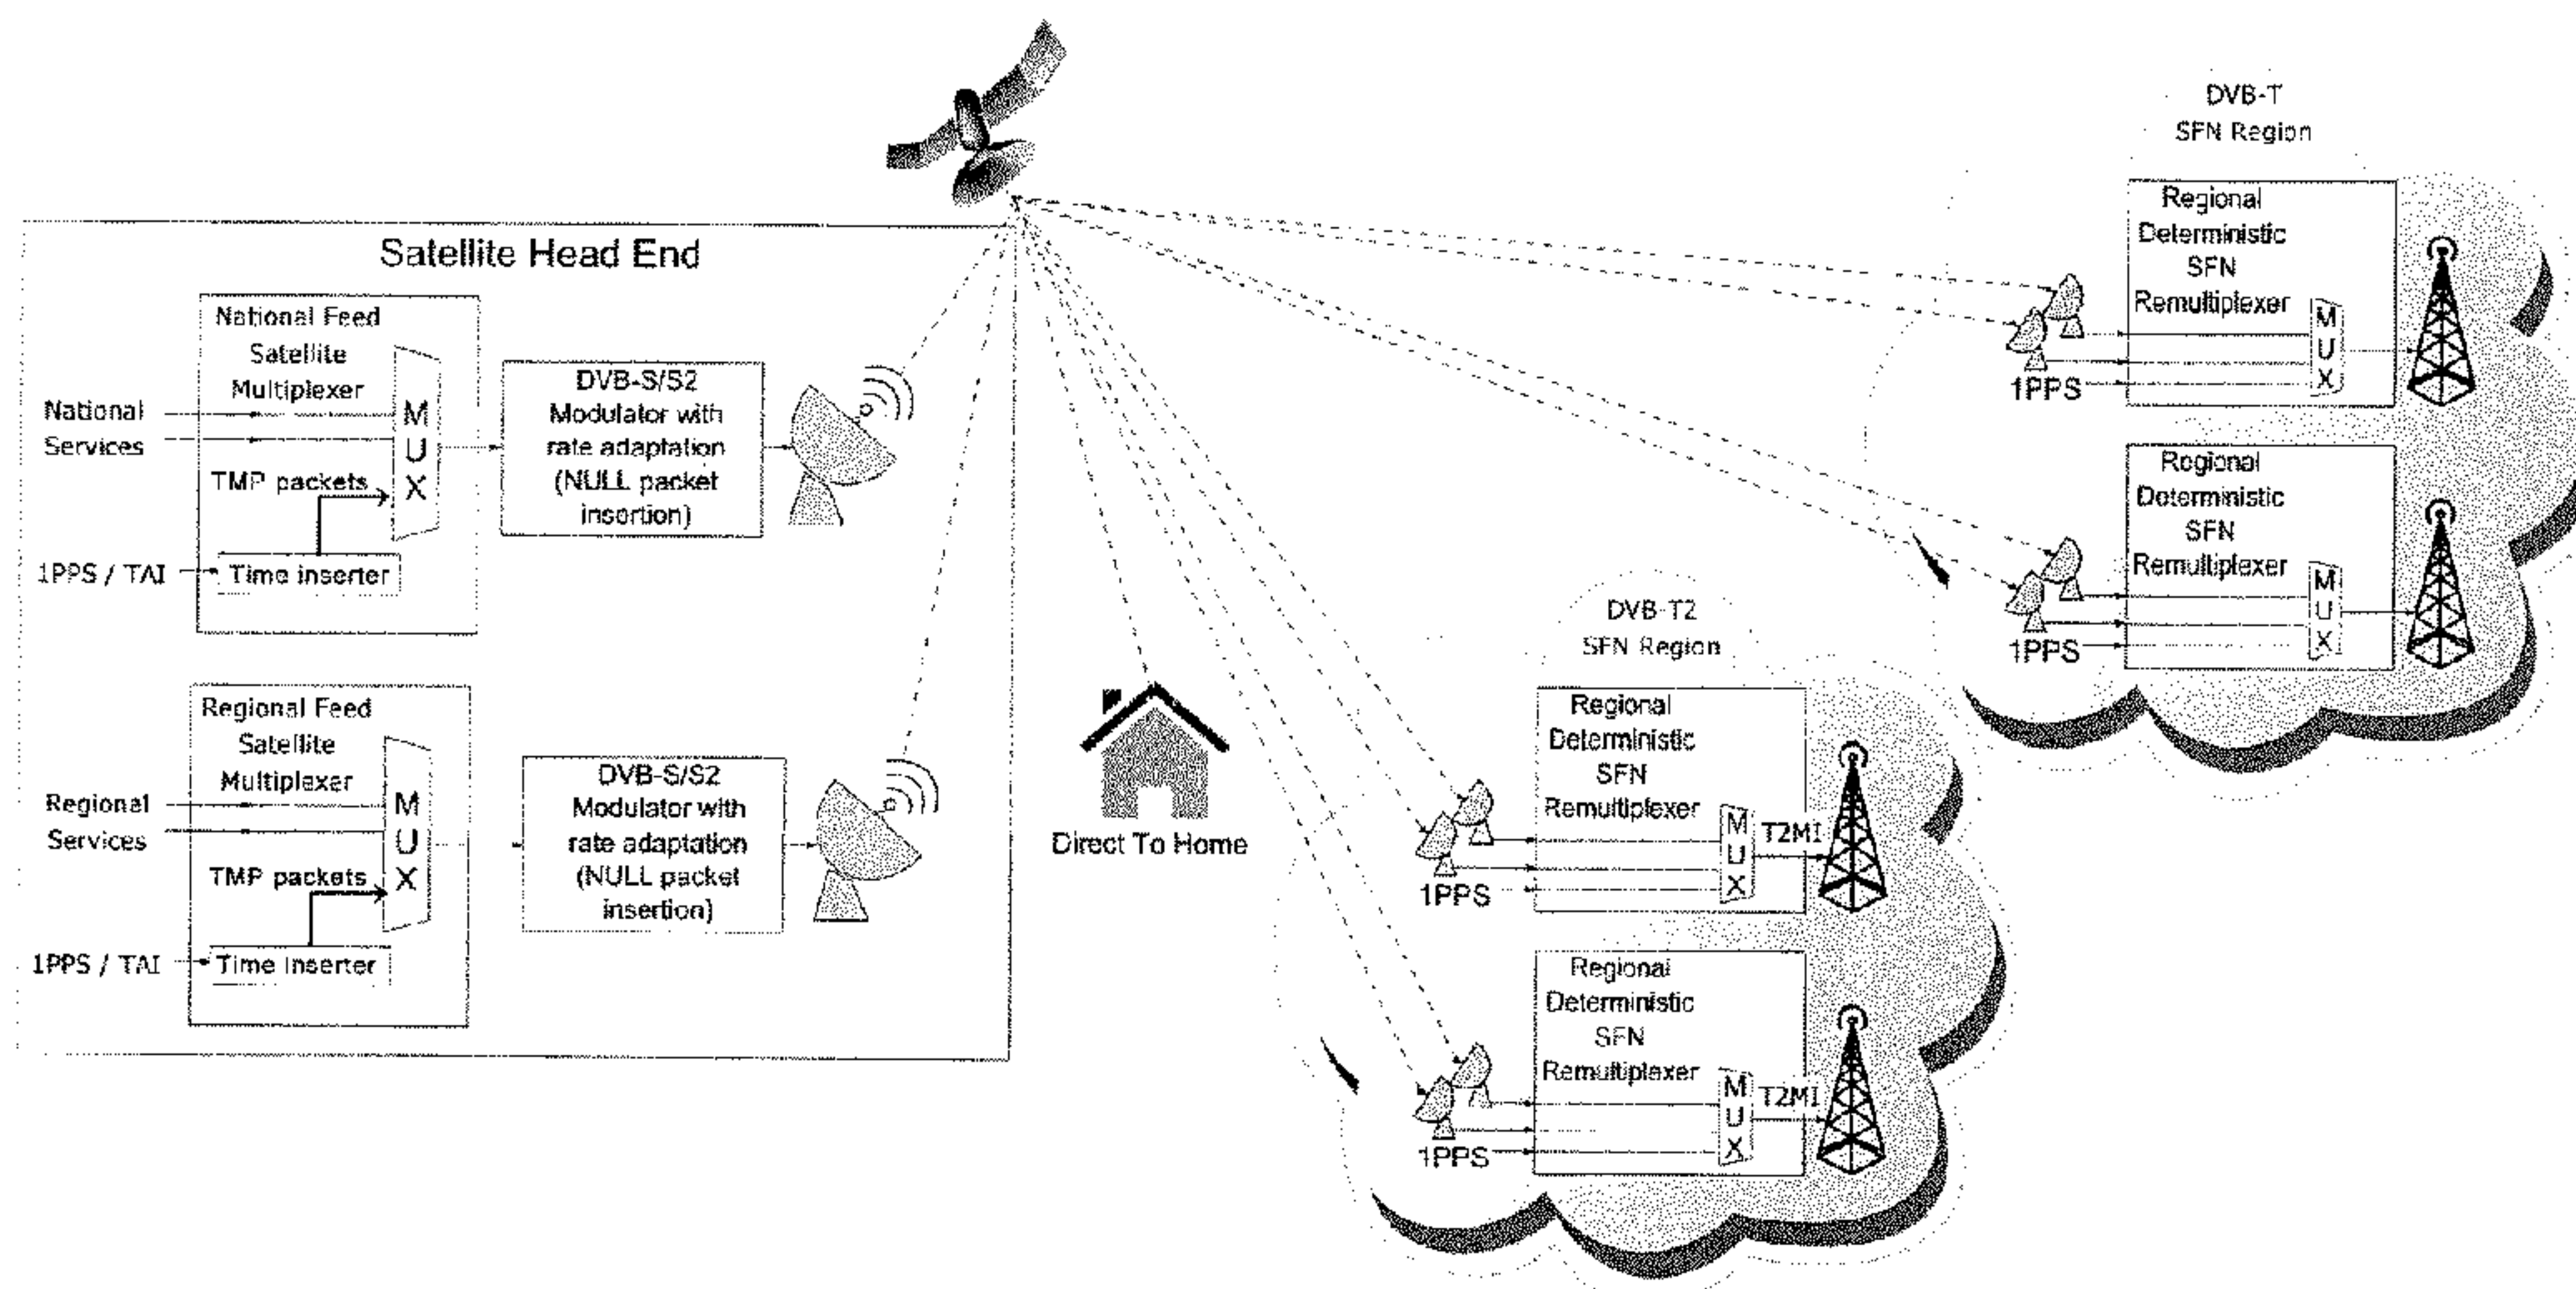 Satellite Head End
National Feed
Satellite
Multiplexer
National
Services
M
U
X
TMP packets
1PPS / TAI
Time inserter
DVB-S/S2
Modulator with
rate adaptation
(NULL packet
insertion)
Regional Feed
Satellite
Multiplexer
Regional
Services
M
U
X
TMP packets
1PPS / TAI
Time Inserter
DVB-S/S2
Modulator with
rate adaptation
(NULL packet
insertion)
Direct To Home
DVB-T
SFN Region
Regional
Deterministic
SFN
Remultiplexer
M
U
X
1PPS
Regional
Deterministic
SFN
Remultiplexer
M
U
X
1PPS
DVB-T2
SFN Region
Regional
Deterministic
SFN
Remultiplexer
M
U
X
T2MI
1PPS
Regional
Deterministic
SFN
Remultiplexer
M
U
X
T2MI
1PPS